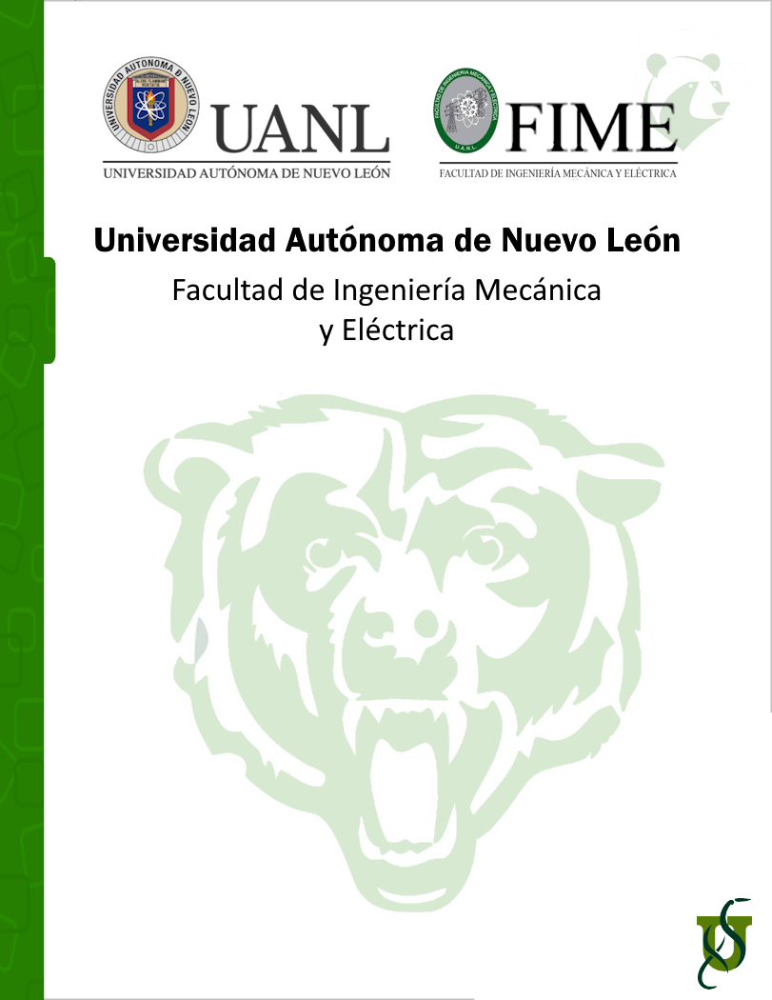 UNIVERSIDAD AUTONOMA D NUEVO LEON
ALERE FLAMMAM
VERITATIS
UANL
UNIVERSIDAD AUTÓNOMA DE NUEVO LEÓN
FACULTAD DE INGENIERIA MECANICA Y ELECTRICA
U.A.N.L.
FIME
FACULTAD DE INGENIERÍA MECÁNICA Y ELÉCTRICA
Universidad Autónoma de Nuevo León
Facultad de Ingeniería Mecánica
y Eléctrica